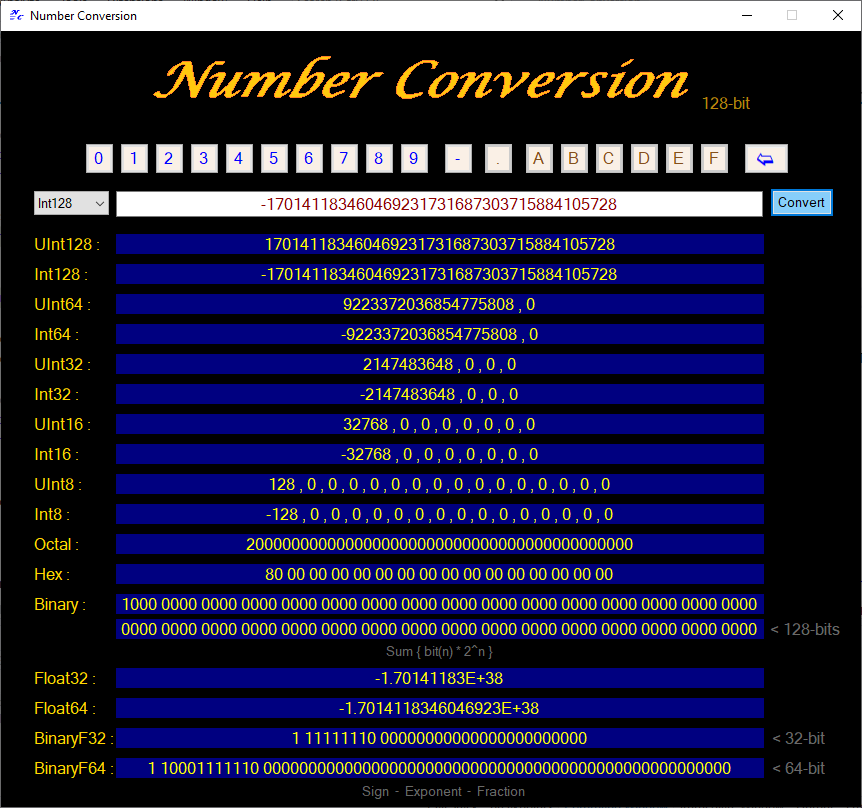 Number Conversion
Number Conversion 128-bit
0 1 2 3 4 5 6 7 8 9 - . A B C D E F
Int128 -170141183460469231731687303715884105728 Convert
UInt128 : 170141183460469231731687303715884105728
Int128 : -170141183460469231731687303715884105728
UInt64 : 9223372036854775808 , 0
Int64 : -9223372036854775808 , 0
UInt32 : 2147483648 , 0 , 0 , 0
Int32 : -2147483648 , 0 , 0 , 0
UInt16 : 32768 , 0 , 0 , 0 , 0 , 0 , 0 , 0
Int16 : -32768 , 0 , 0 , 0 , 0 , 0 , 0 , 0
UInt8 : 128 , 0 , 0 , 0 , 0 , 0 , 0 , 0 , 0 , 0 , 0 , 0 , 0 , 0 , 0 , 0
Int8 : -128 , 0 , 0 , 0 , 0 , 0 , 0 , 0 , 0 , 0 , 0 , 0 , 0 , 0 , 0 , 0
Octal : 2000000000000000000000000000000000000000000
Hex : 80 00 00 00 00 00 00 00 00 00 00 00 00 00 00 00
Binary : 1000 0000 0000 0000 0000 0000 0000 0000 0000 0000 0000 0000 0000 0000 0000 0000
0000 0000 0000 0000 0000 0000 0000 0000 0000 0000 0000 0000 0000 0000 0000 0000 < 128-bits
Sum { bit(n) * 2^n }
Float32 : -1.70141183E+38
Float64 : -1.7014118346046923E+38
BinaryF32 : 1 11111110 00000000000000000000000 < 32-bit
BinaryF64 : 1 10001111110 0000000000000000000000000000000000000000000000000000 < 64-bit
Sign - Exponent - Fraction